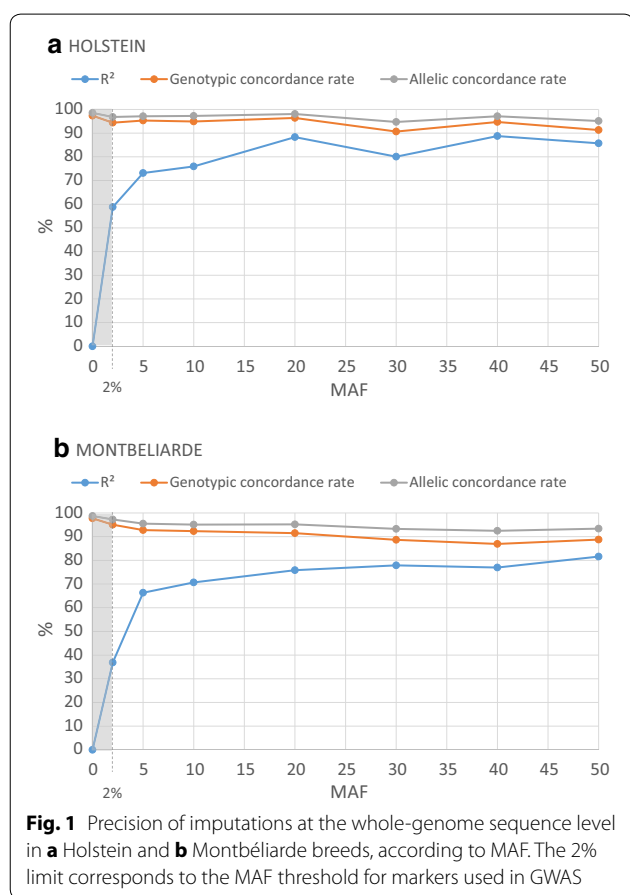 a HOLSTEIN
R² Genotypic concordance rate Allelic concordance rate
100
90
80
70
60
50
40
30
20
10
0
%
0 5 10 15 20 25 30 35 40 45 50
2%
MAF
b MONTBELIARDE
R² Genotypic concordance rate Allelic concordance rate
100
90
80
70
60
50
40
30
20
10
0
%
0 5 10 15 20 25 30 35 40 45 50
2%
MAF
Fig. 1 Precision of imputations at the whole-genome sequence level
in a Holstein and b Montbéliarde breeds, according to MAF. The 2%
limit corresponds to the MAF threshold for markers used in GWAS